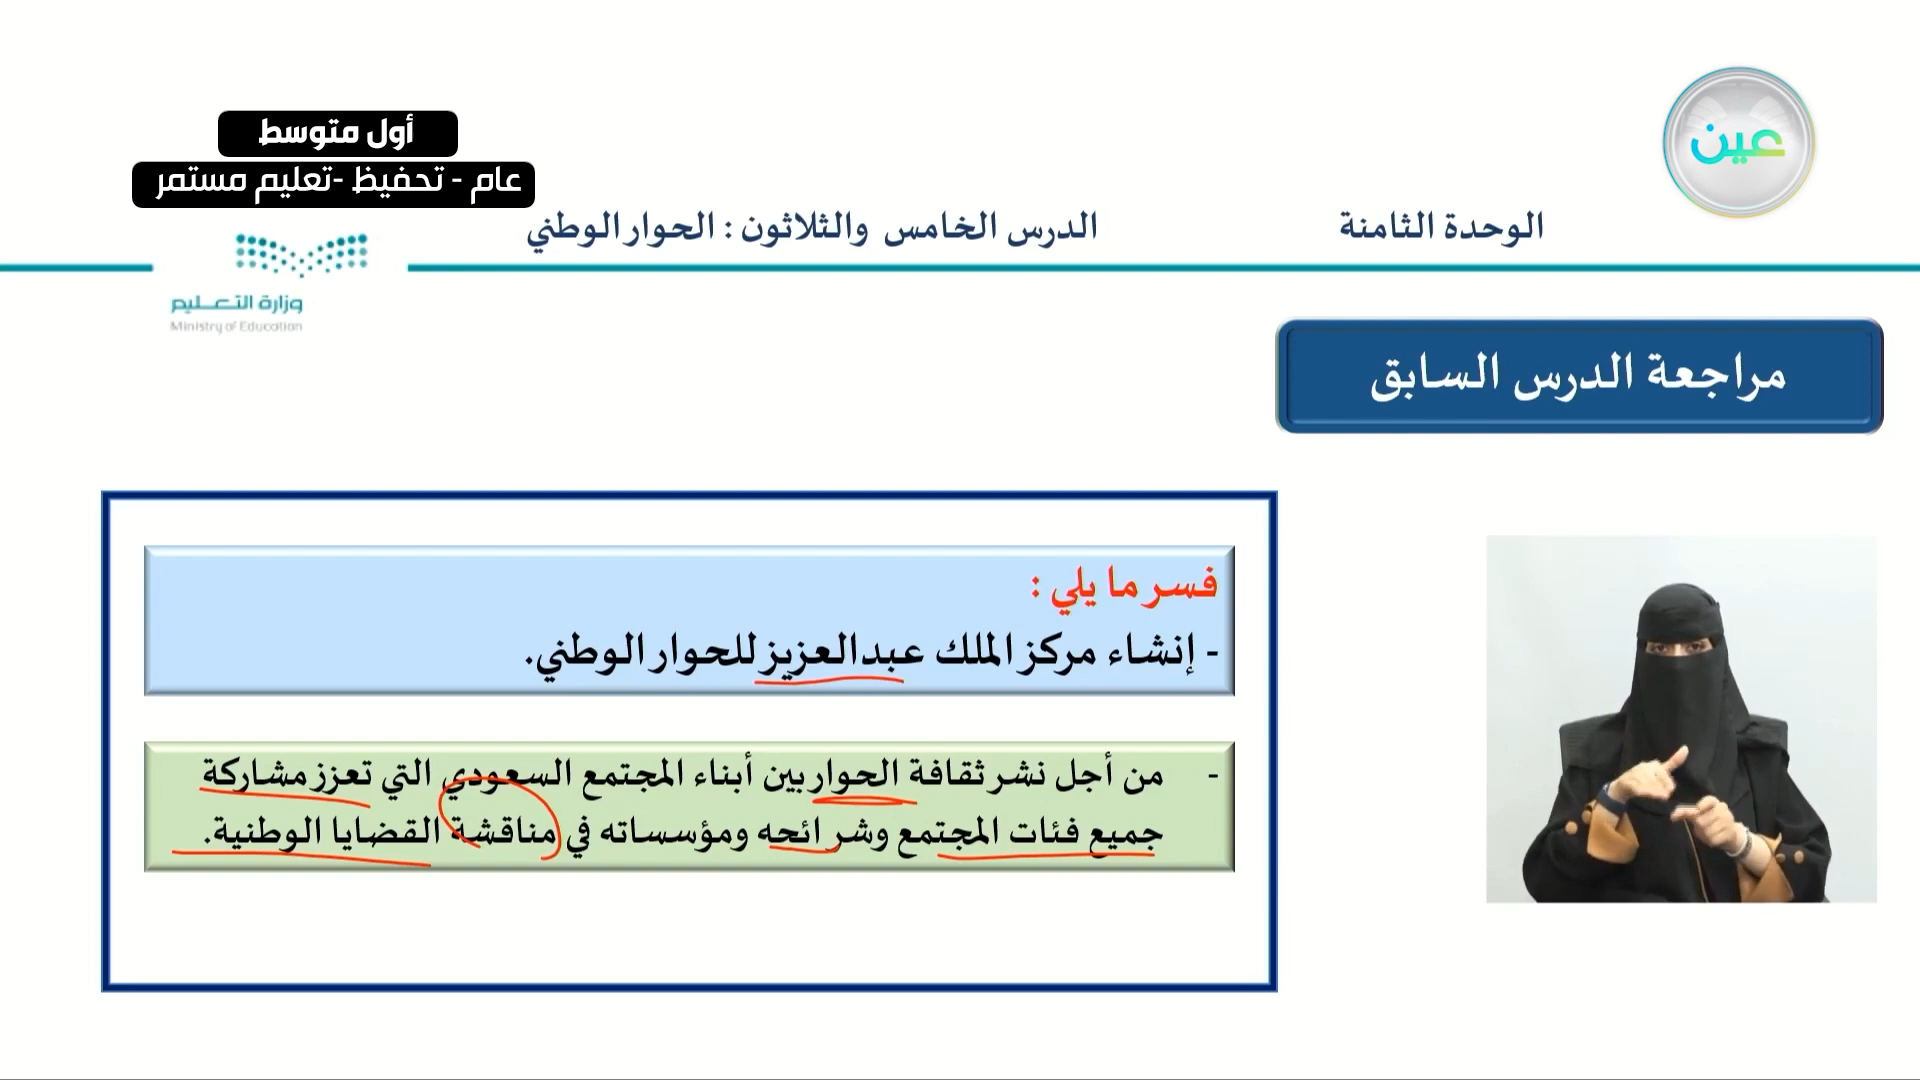 عين
أول متوسط
عام - تحفيظ -تعليم مستمر
الوحدة الثامنة
الدرس الخامس والثلاثون : الحوار الوطني
وزارة التعـــليم
Ministry of Education
مراجعة الدرس السابق
فسر ما يلي :
- إنشاء مركز الملك عبدالعزيز للحوار الوطني.
- من أجل نشر ثقافة الحوار بين أبناء المجتمع السعودي التي تعزز مشاركة
جميع فئات المجتمع وشرائحه ومؤسساته في مناقشة القضايا الوطنية.